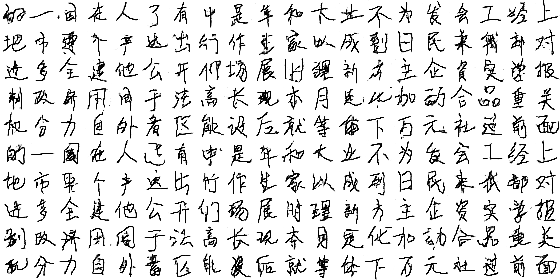 的一国在人了有中是年和大业不为发会工经上
地市要个产这出行作生家以成到日民来我部对
进多全建他公开们场展时理新方主企资实学报
制政济用同于法高长现本月定化加动合品重关
机分力自外者区能设后就等体下万元社过前面
的一国在人了有中是年和大业不为发会工经上
地市要个产这出行作生家以成到日民来我部对
进多全建他公开们场展时理新方主企资实学报
制政济用同于法高长现本月定化加动合品重关
机分力自外者区能设后就等体下万元社过前面